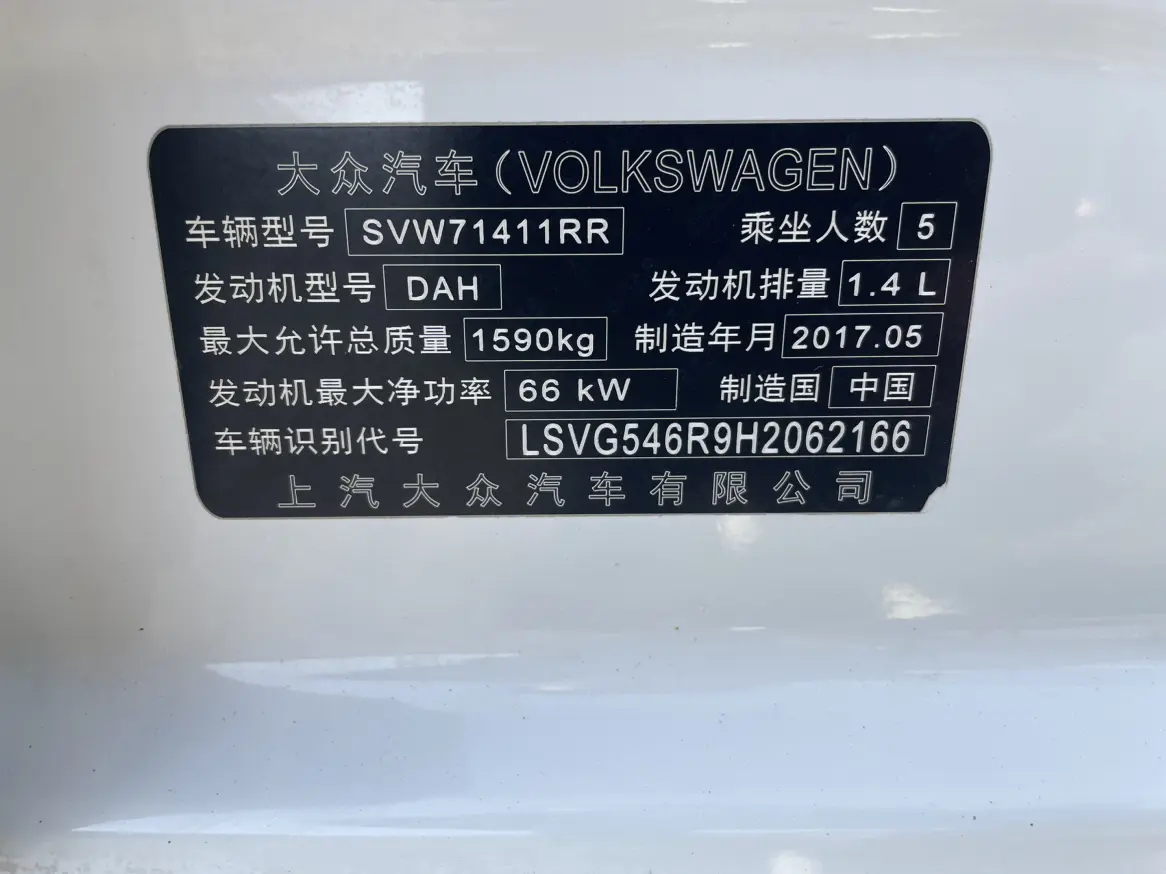 大众汽车(VOLKSWAGEN)
车辆型号 SVW71411RR 乘坐人数 5
发动机型号 DAH 发动机排量 1.4 L
最大允许总质量 1590kg 制造年月 2017.05
发动机最大净功率 66 kW 制造国 中国
车辆识别代号 LSVG546R9H2062166
上汽大众汽车有限公司